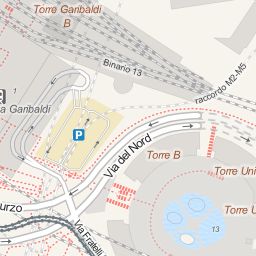 Torre Garibaldi
B
Binario 13
raccordo M2-M5
a Garibaldi
P
Via del Nord
Torre B
Torre Uni
Torre U
13
urzo
Via Fratelli